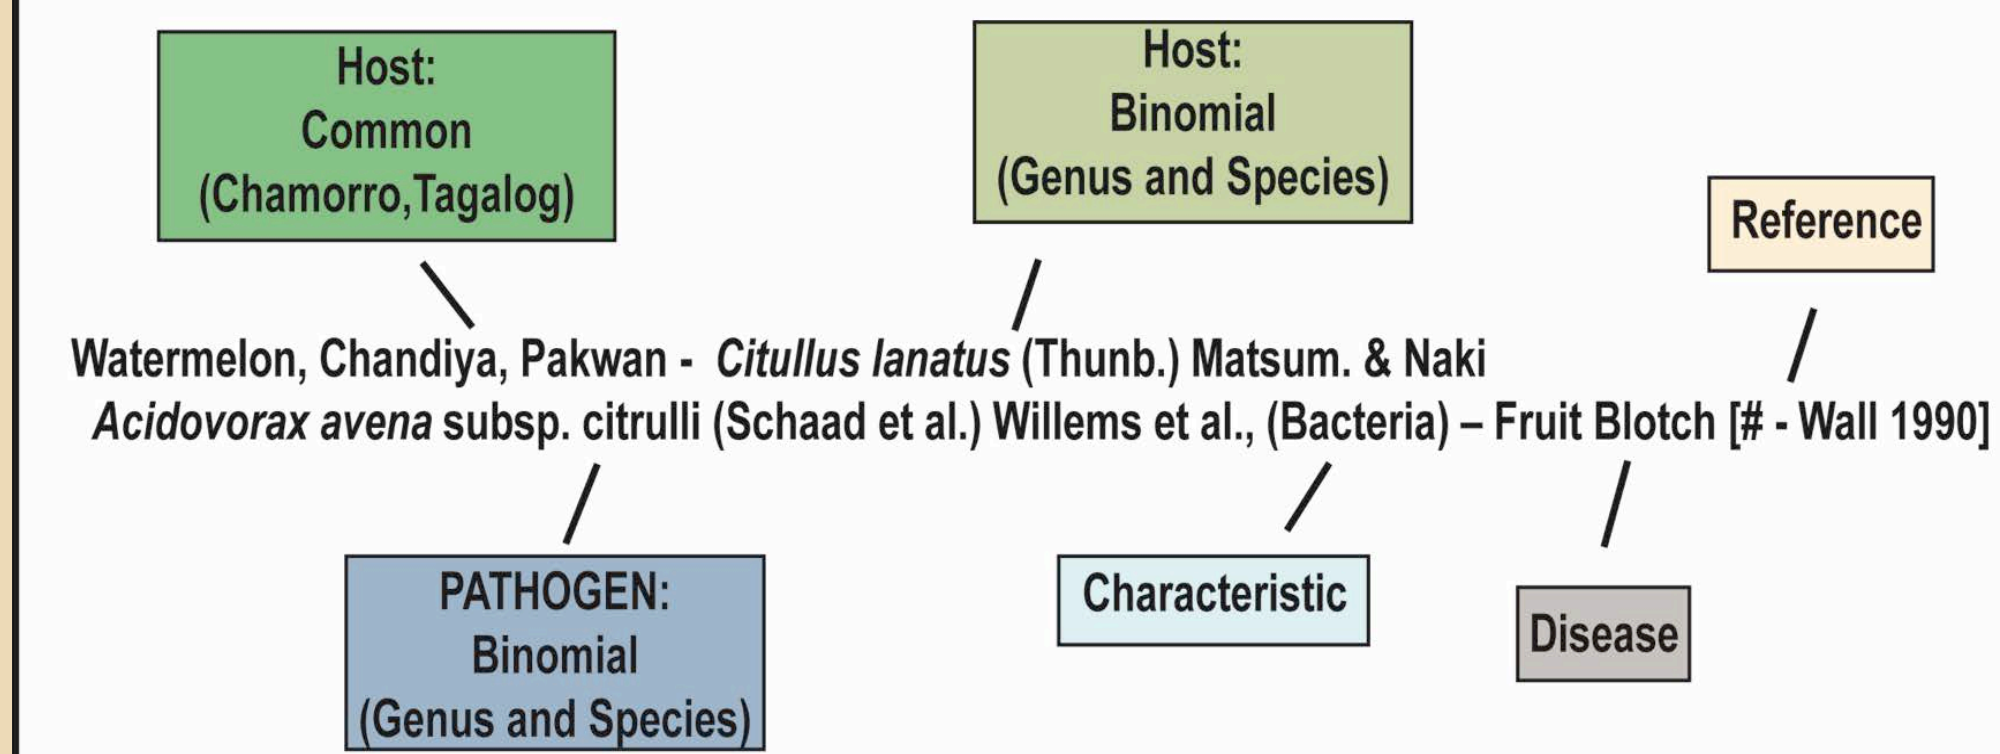 Host:
Common
(Chamorro,Tagalog)
Host:
Binomial
(Genus and Species)
Reference
Watermelon, Chandiya, Pakwan - Citullus lanatus (Thunb.) Matsum. & Naki
Acidovorax avena subsp. citrulli (Schaad et al.) Willems et al., (Bacteria) – Fruit Blotch [# - Wall 1990]
PATHOGEN:
Binomial
(Genus and Species)
Characteristic
Disease